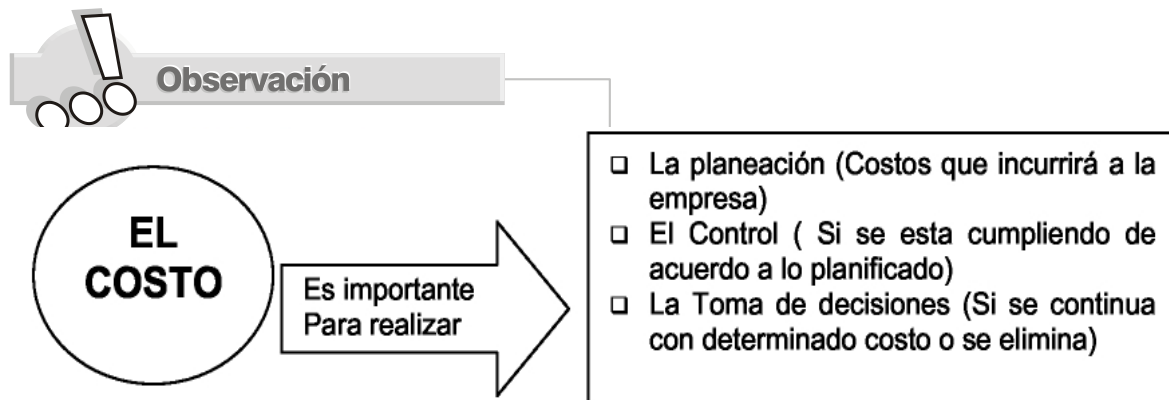 Observación
EL
COSTO
Es importante
Para realizar
❑ La planeación (Costos que incurrirá a la
empresa)
❑ El Control ( Si se esta cumpliendo de
acuerdo a lo planificado)
❑ La Toma de decisiones (Si se continua
con determinado costo o se elimina)